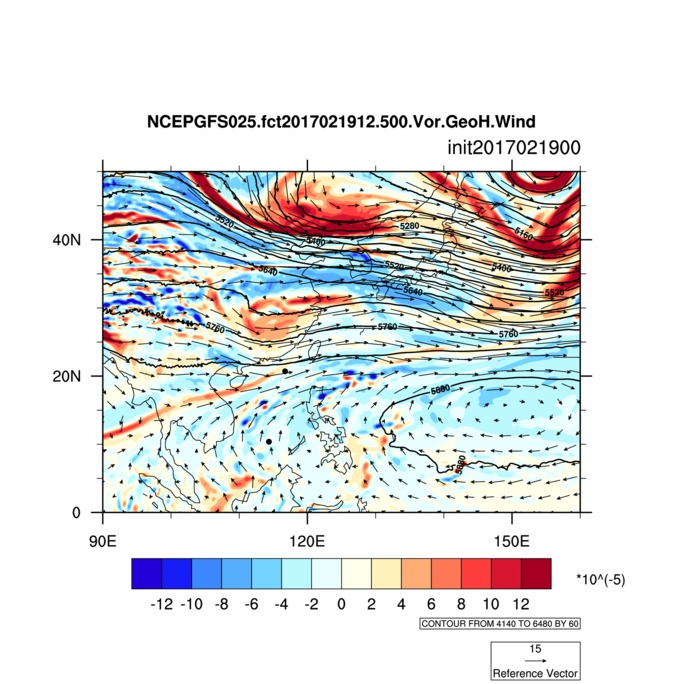 NCEPGFS025.fct2017021912.500.Vor.GeoH.Wind
init2017021900
5520
5400
5280
5160
5640
5520
5400
5640
5520
5760
5760
5760
5880
5880
40N
20N
0
90E 120E 150E
-12 -10 -8 -6 -4 -2 0 2 4 6 8 10 12
*10^(-5)
CONTOUR FROM 4140 TO 6480 BY 60
15
Reference Vector